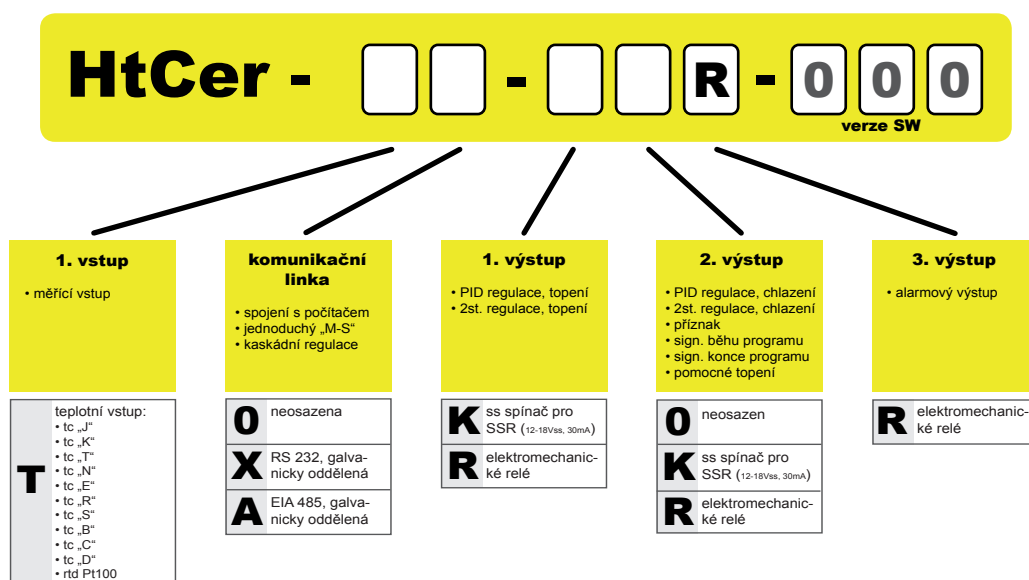 HtCer - - R - 0 0 0
verze SW
1. vstup
• měřící vstup
T
teplotní vstup:
• tc „J“
• tc „K“
• tc „T“
• tc „N“
• tc „E“
• tc „R“
• tc „S“
• tc „B“
• tc „C“
• tc „D“
• rtd Pt100
komunikační
linka
• spojení s počítačem
• jednoduchý „M-S“
• kaskádní regulace
0 neosazena
X RS 232, galva-
nicky oddělená
A EIA 485, galva-
nicky oddělená
1. výstup
• PID regulace, topení
• 2st. regulace, topení
K ss spínač pro
SSR (12-18Vss, 30mA)
R elektromechanic-
ké relé
2. výstup
• PID regulace, chlazení
• 2st. regulace, chlazení
• příznak
• sign. běhu programu
• sign. konce programu
• pomocné topení
0 neosazen
K ss spínač pro
SSR (12-18Vss, 30mA)
R elektromechanic-
ké relé
3. výstup
• alarmový výstup
R elektromechanic-
ké relé